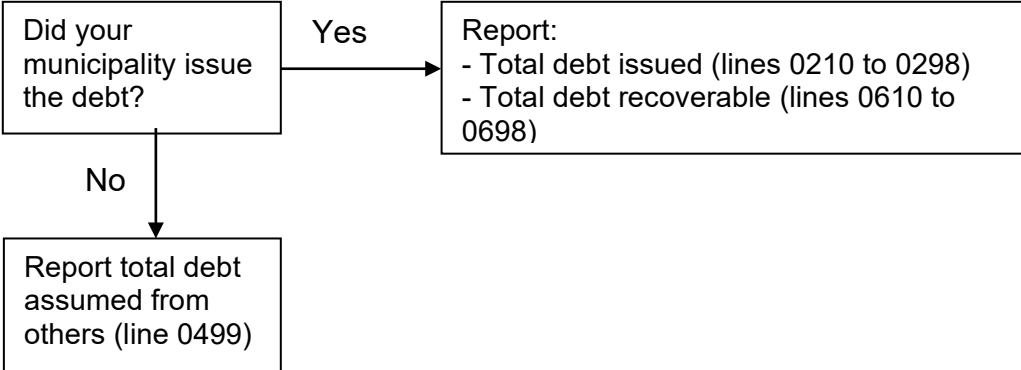 Did your
municipality issue
the debt?
Yes
Report:
- Total debt issued (lines 0210 to 0298)
- Total debt recoverable (lines 0610 to
0698)
No
Report total debt
assumed from
others (line 0499)